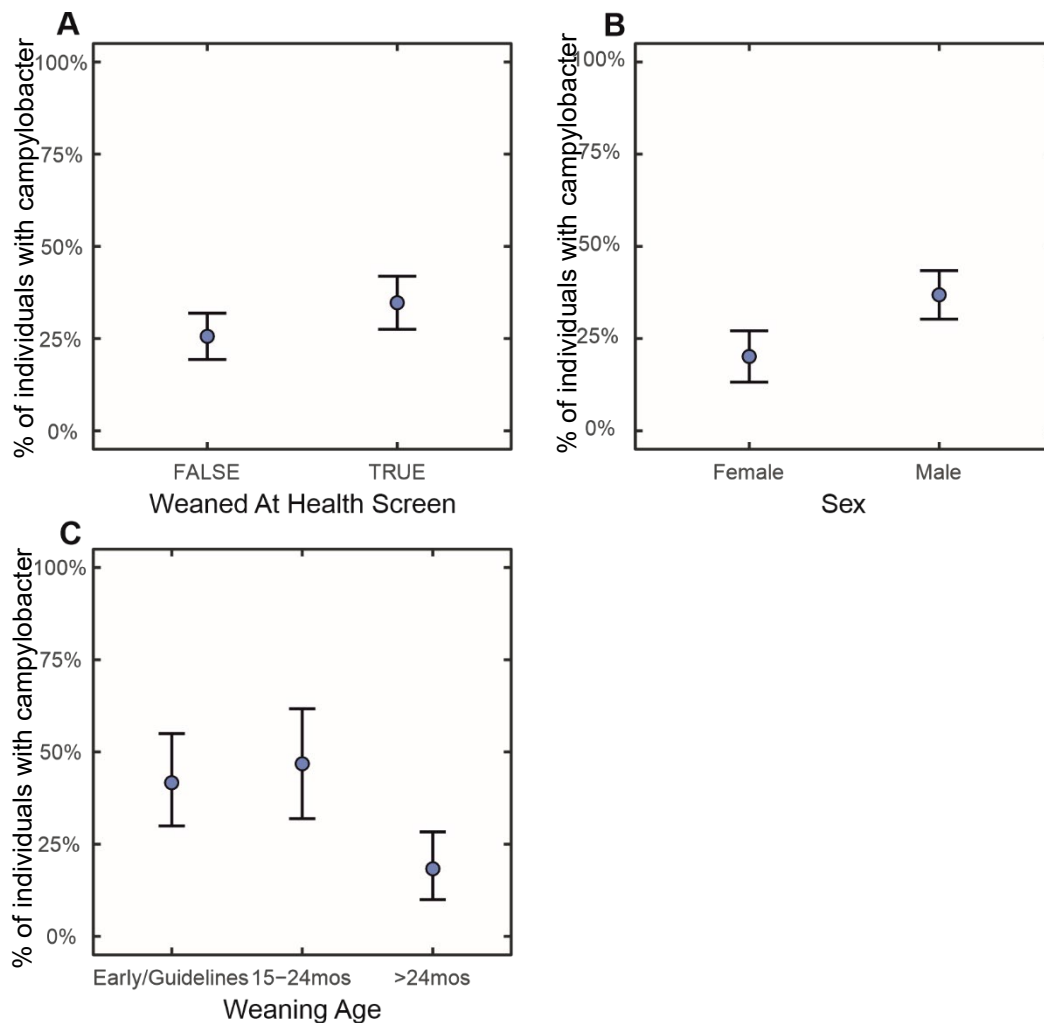 A
% of individuals with campylobacter
100%
75%
50%
25%
0%
FALSE TRUE
Weaned At Health Screen
B
% of individuals with campylobacter
100%
75%
50%
25%
0%
Female Male
Sex
C
% of individuals with campylobacter
100%
75%
50%
25%
0%
Early/Guidelines 15−24mos >24mos
Weaning Age